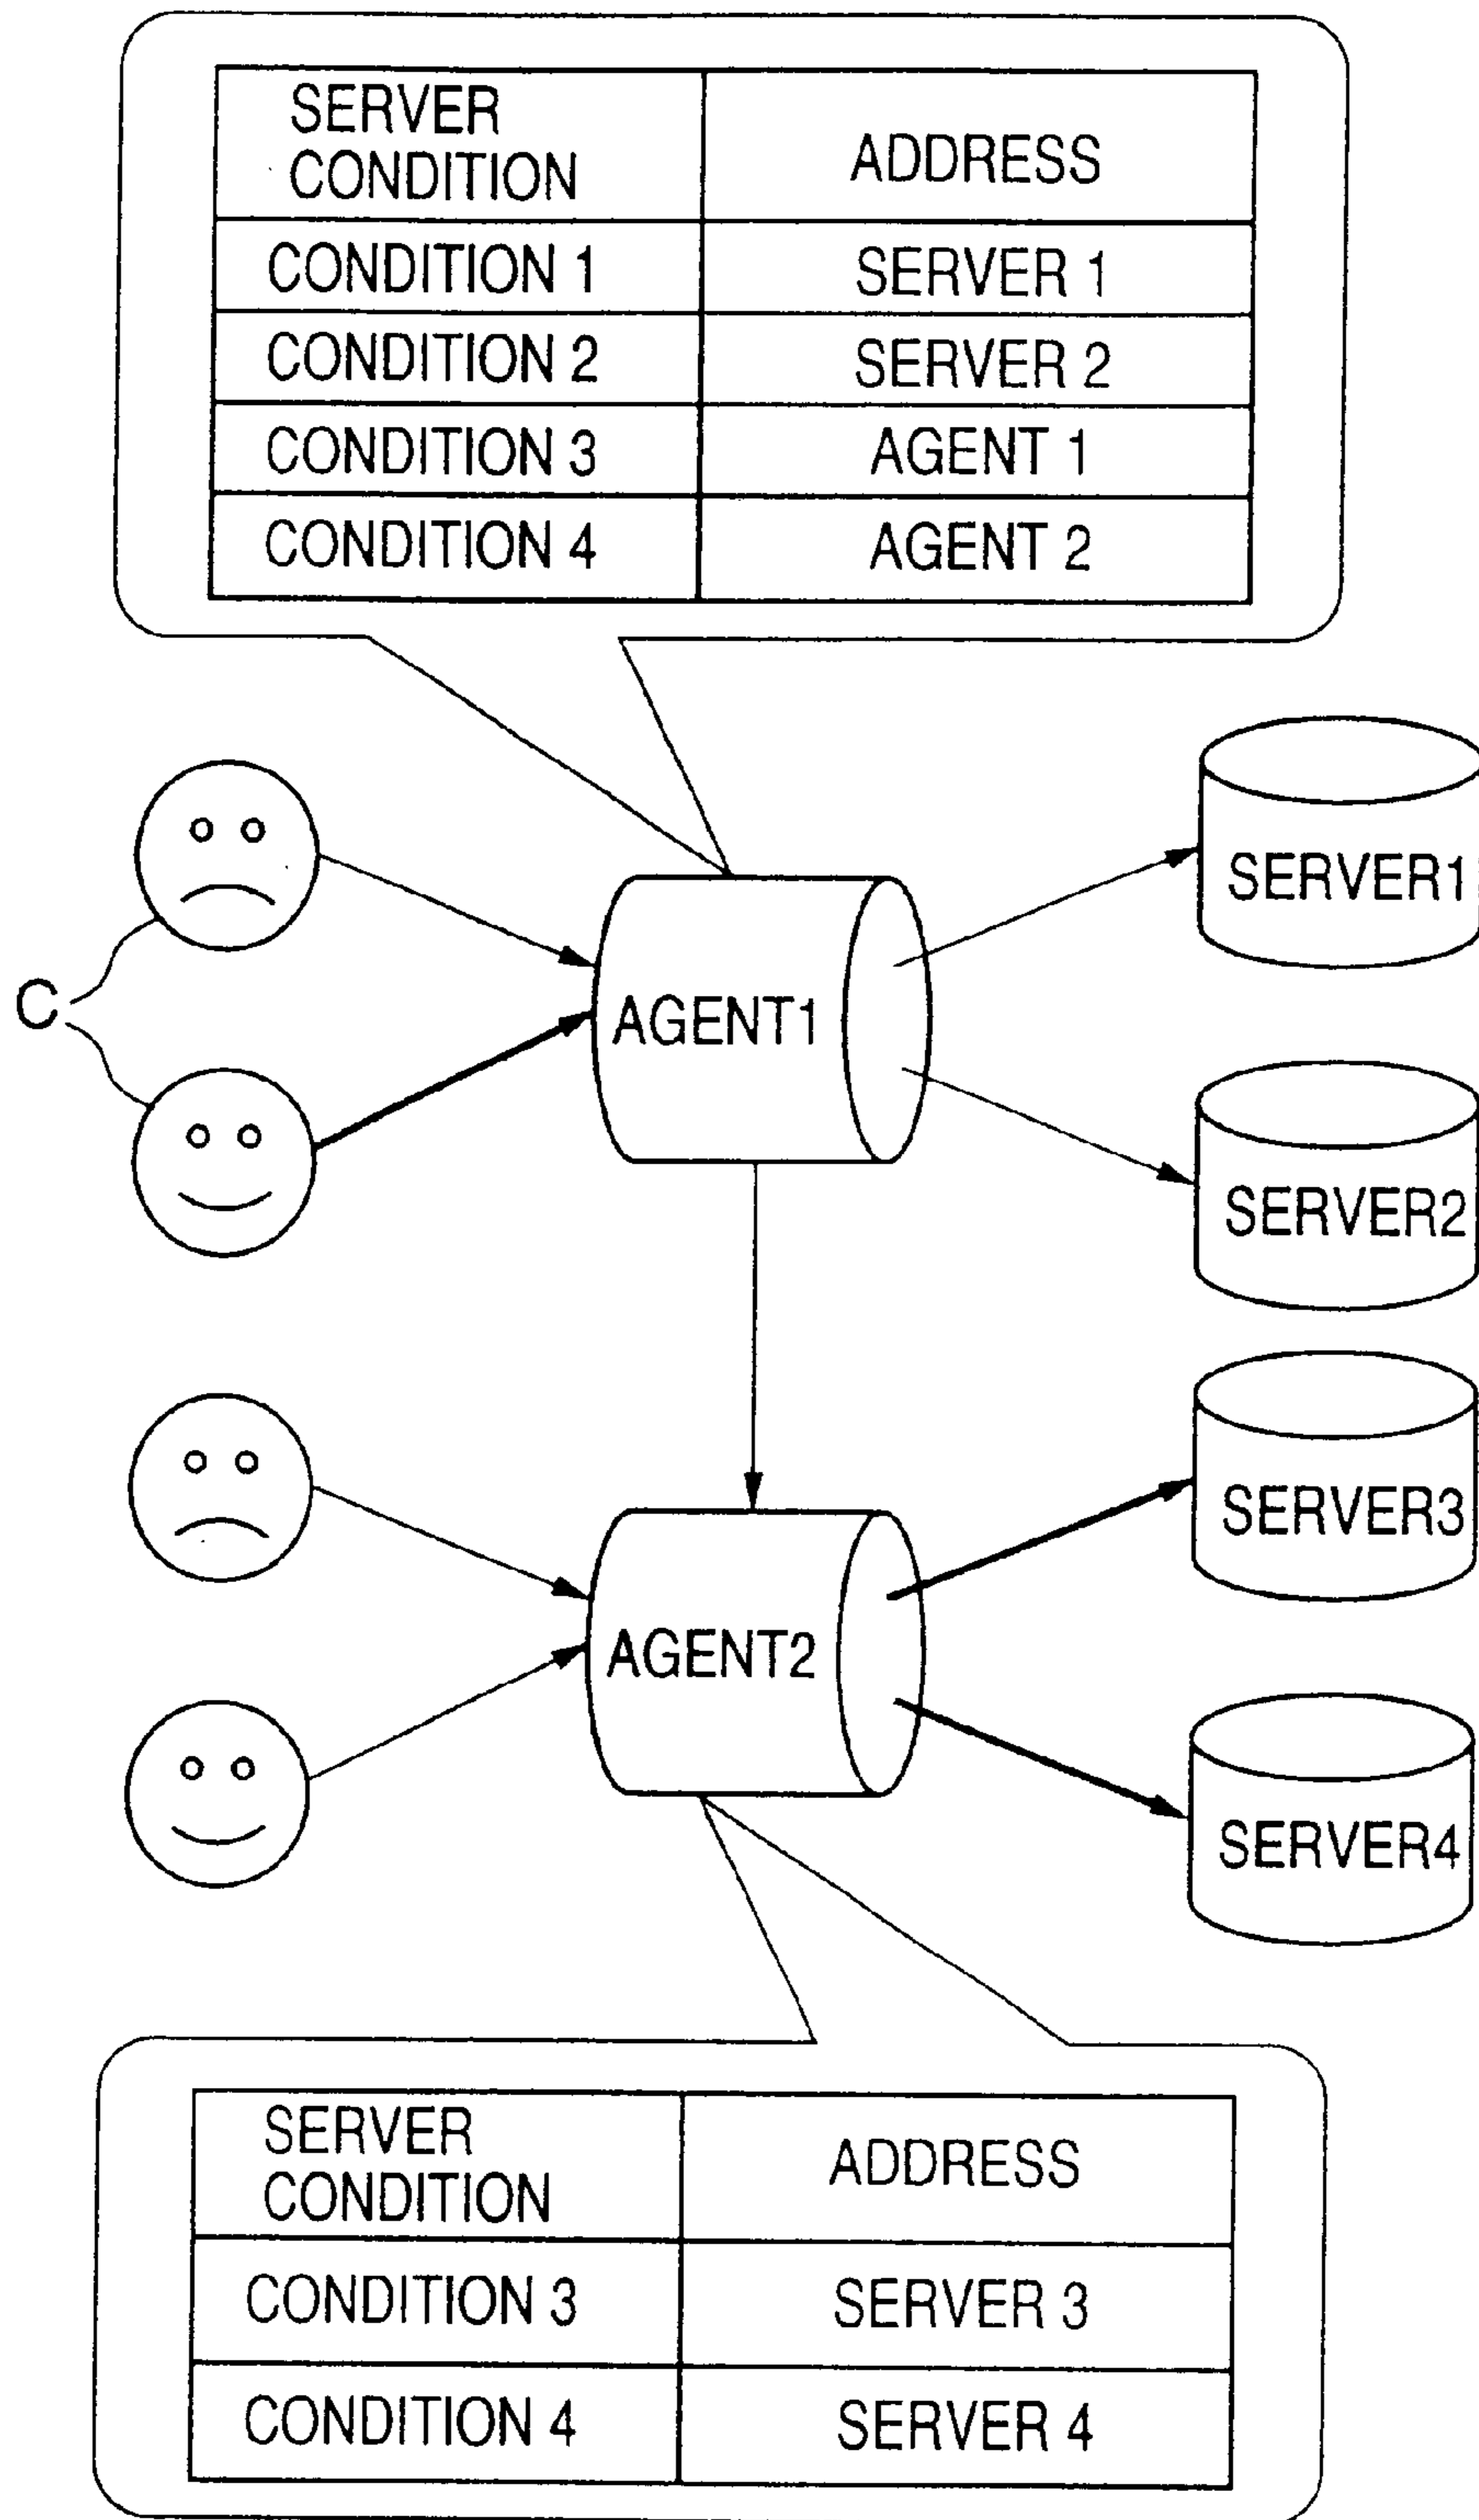 SERVER
CONDITION
ADDRESS
CONDITION 1
SERVER 1
CONDITION 2
SERVER 2
CONDITION 3
AGENT 1
CONDITION 4
AGENT 2
SERVER1
C
AGENT1
SERVER2
SERVER3
AGENT2
SERVER4
SERVER
CONDITION
ADDRESS
CONDITION 3
SERVER 3
CONDITION 4
SERVER 4